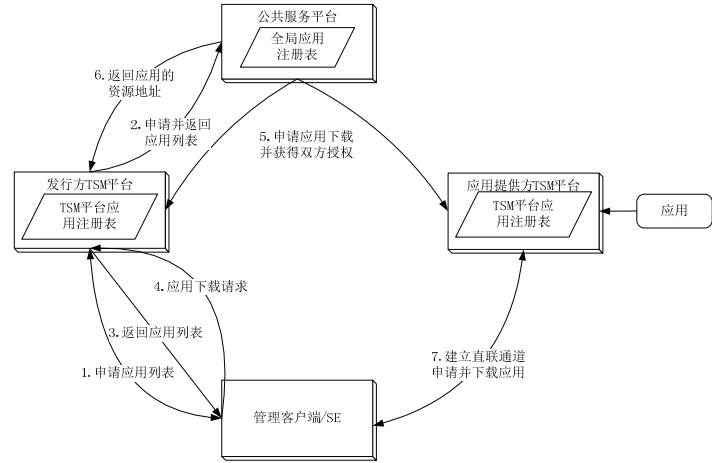 公共服务平台
全局应用
注册表
6.返回应用的
资源地址
2.申请并返回
应用列表
5.申请应用下载
并获得双方授权
发行方TSM平台
TSM平台应
用注册表
应用提供方TSM平台
TSM平台应
用注册表
应用
4.应用下载请求
3.返回应用列表
1.申请应用列表
7.建立直联通道
申请并下载应用
管理客户端/SE